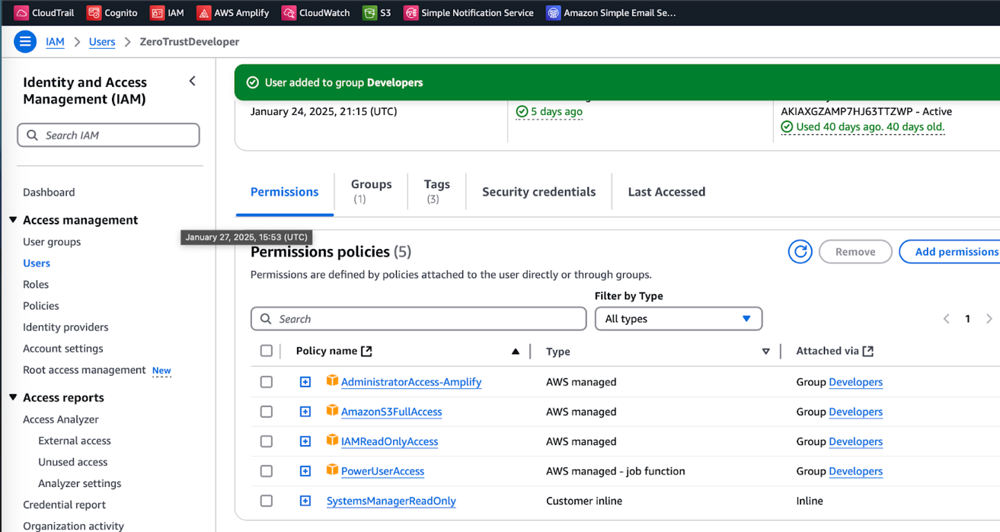 CloudTrail Cognito IAM AWS Amplify CloudWatch S3 Simple Notification Service Amazon Simple Email Se...
IAM > Users > ZeroTrustDeveloper
Identity and Access
Management (IAM)
Search IAM
Dashboard
Access management
User groups
Users
Roles
Policies
Identity providers
Account settings
Root access management New
Access reports
Access Analyzer
External access
Unused access
Analyzer settings
Credential report
Organization activity
User added to group Developers
January 24, 2025, 21:15 (UTC)
5 days ago
AKIAXGZAMP7HJ63TTZWP - Active
Used 40 days ago. 40 days old.
Permissions
Groups
(1)
Tags
(3)
Security credentials
Last Accessed
January 27, 2025, 15:53 (UTC)
Permissions policies (5)
Remove
Add permissions
Permissions are defined by policies attached to the user directly or through groups.
Filter by Type
Search
All types
1
Policy name Type Attached via
AdministratorAccess-Amplify AWS managed Group Developers
AmazonS3FullAccess AWS managed Group Developers
IAMReadOnlyAccess AWS managed Group Developers
PowerUserAccess AWS managed - job function Group Developers
SystemsManagerReadOnly Customer inline Inline